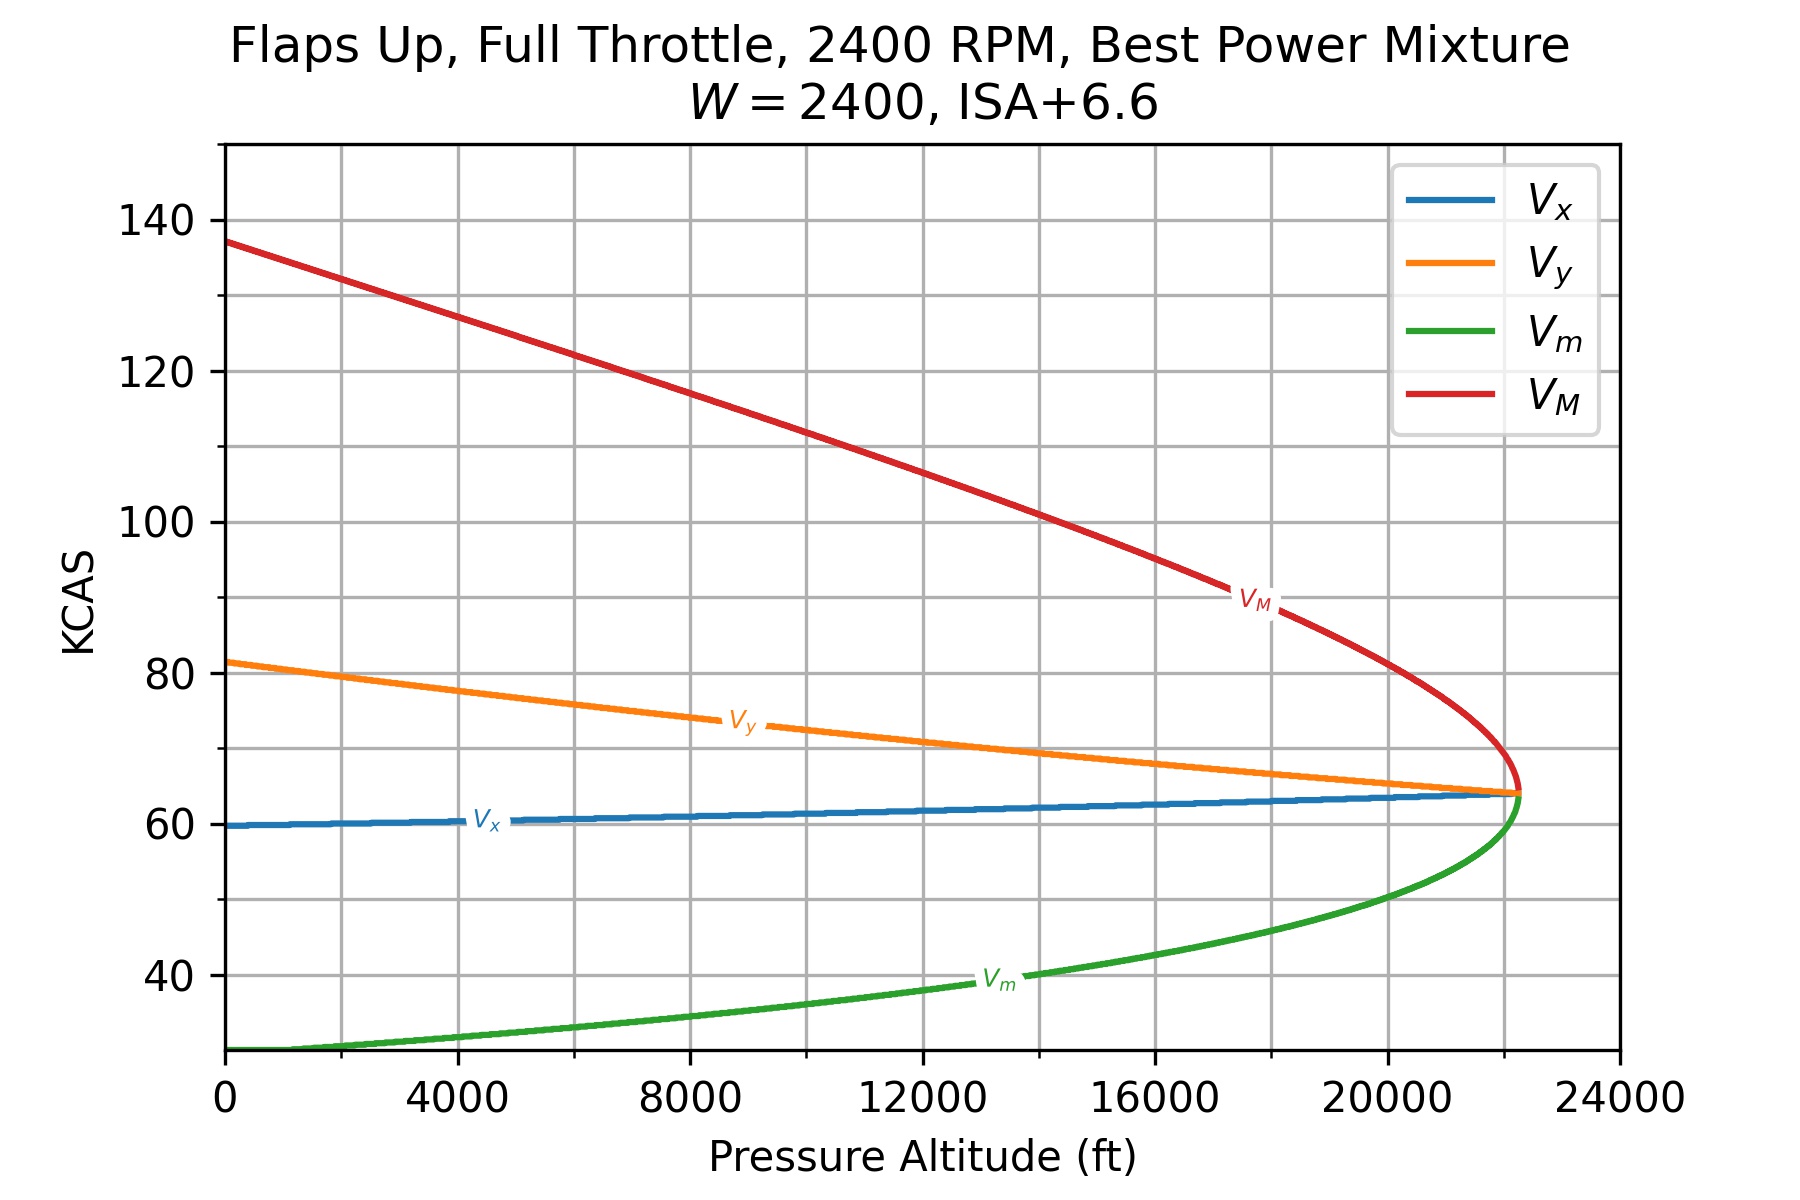 Flaps Up, Full Throttle, 2400 RPM, Best Power Mixture
W = 2400, ISA+6.6
KCAS
140
120
100
80
60
40
V_x
V_y
V_m
V_M
V_M
V_y
V_x
V_m
0 4000 8000 12000 16000 20000 24000
Pressure Altitude (ft)